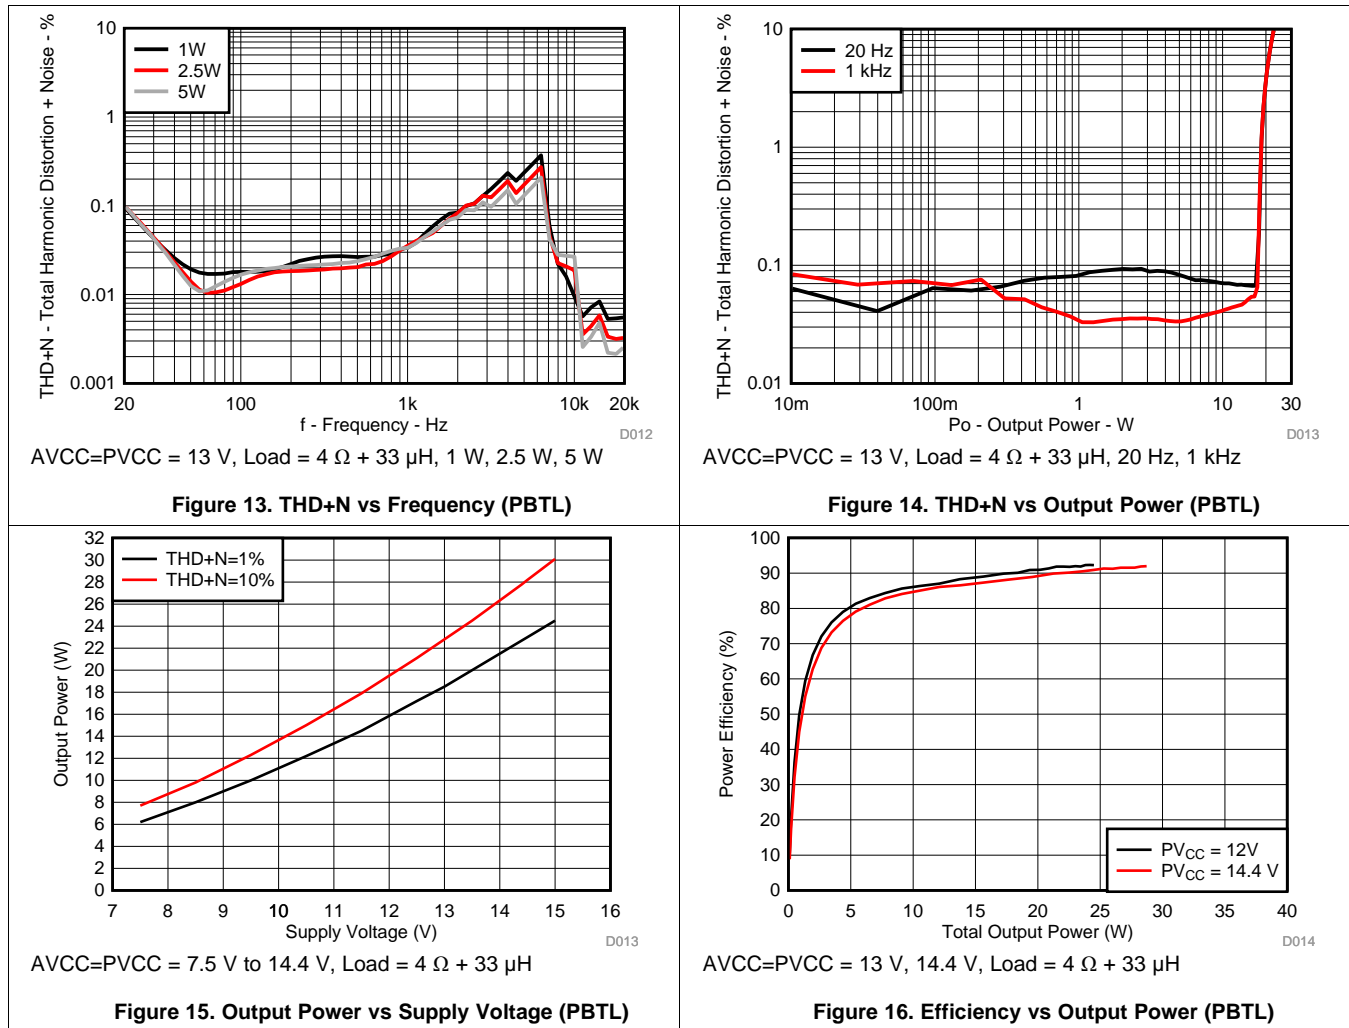 THD+N - Total Harmonic Distortion + Noise - %
10
1
0.1
0.01
0.001
1W
2.5W
5W
20 100 1k 10k 20k
f - Frequency - Hz
D012
AVCC=PVCC = 13 V, Load = 4 Ω + 33 µH, 1 W, 2.5 W, 5 W
Figure 13. THD+N vs Frequency (PBTL)
THD+N - Total Harmonic Distortion + Noise - %
10
1
0.1
0.01
20 Hz
1 kHz
10m 100m 1 10 30
Po - Output Power - W
D013
AVCC=PVCC = 13 V, Load = 4 Ω + 33 µH, 20 Hz, 1 kHz
Figure 14. THD+N vs Output Power (PBTL)
Output Power (W)
32
30
28
26
24
22
20
18
16
14
12
10
8
6
4
2
0
THD+N=1%
THD+N=10%
7 8 9 10 11 12 13 14 15 16
Supply Voltage (V)
D013
AVCC=PVCC = 7.5 V to 14.4 V, Load = 4 Ω + 33 µH
Figure 15. Output Power vs Supply Voltage (PBTL)
Power Efficiency (%)
100
90
80
70
60
50
40
30
20
10
0
PVCC = 12V
PVCC = 14.4 V
0 5 10 15 20 25 30 35 40
Total Output Power (W)
D014
AVCC=PVCC = 13 V, 14.4 V, Load = 4 Ω + 33 µH
Figure 16. Efficiency vs Output Power (PBTL)